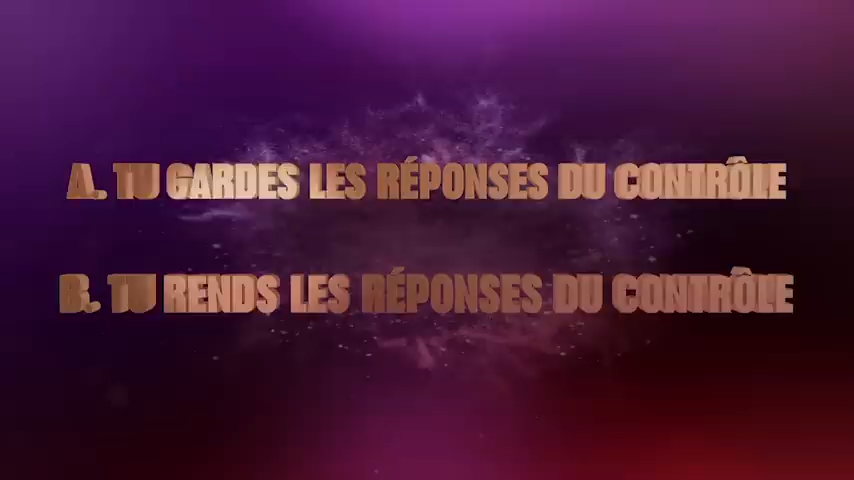 A. TU GARDES LES RÉPONSES DU CONTRÔLE
B. TU RENDS LES RÉPONSES DU CONTRÔLE